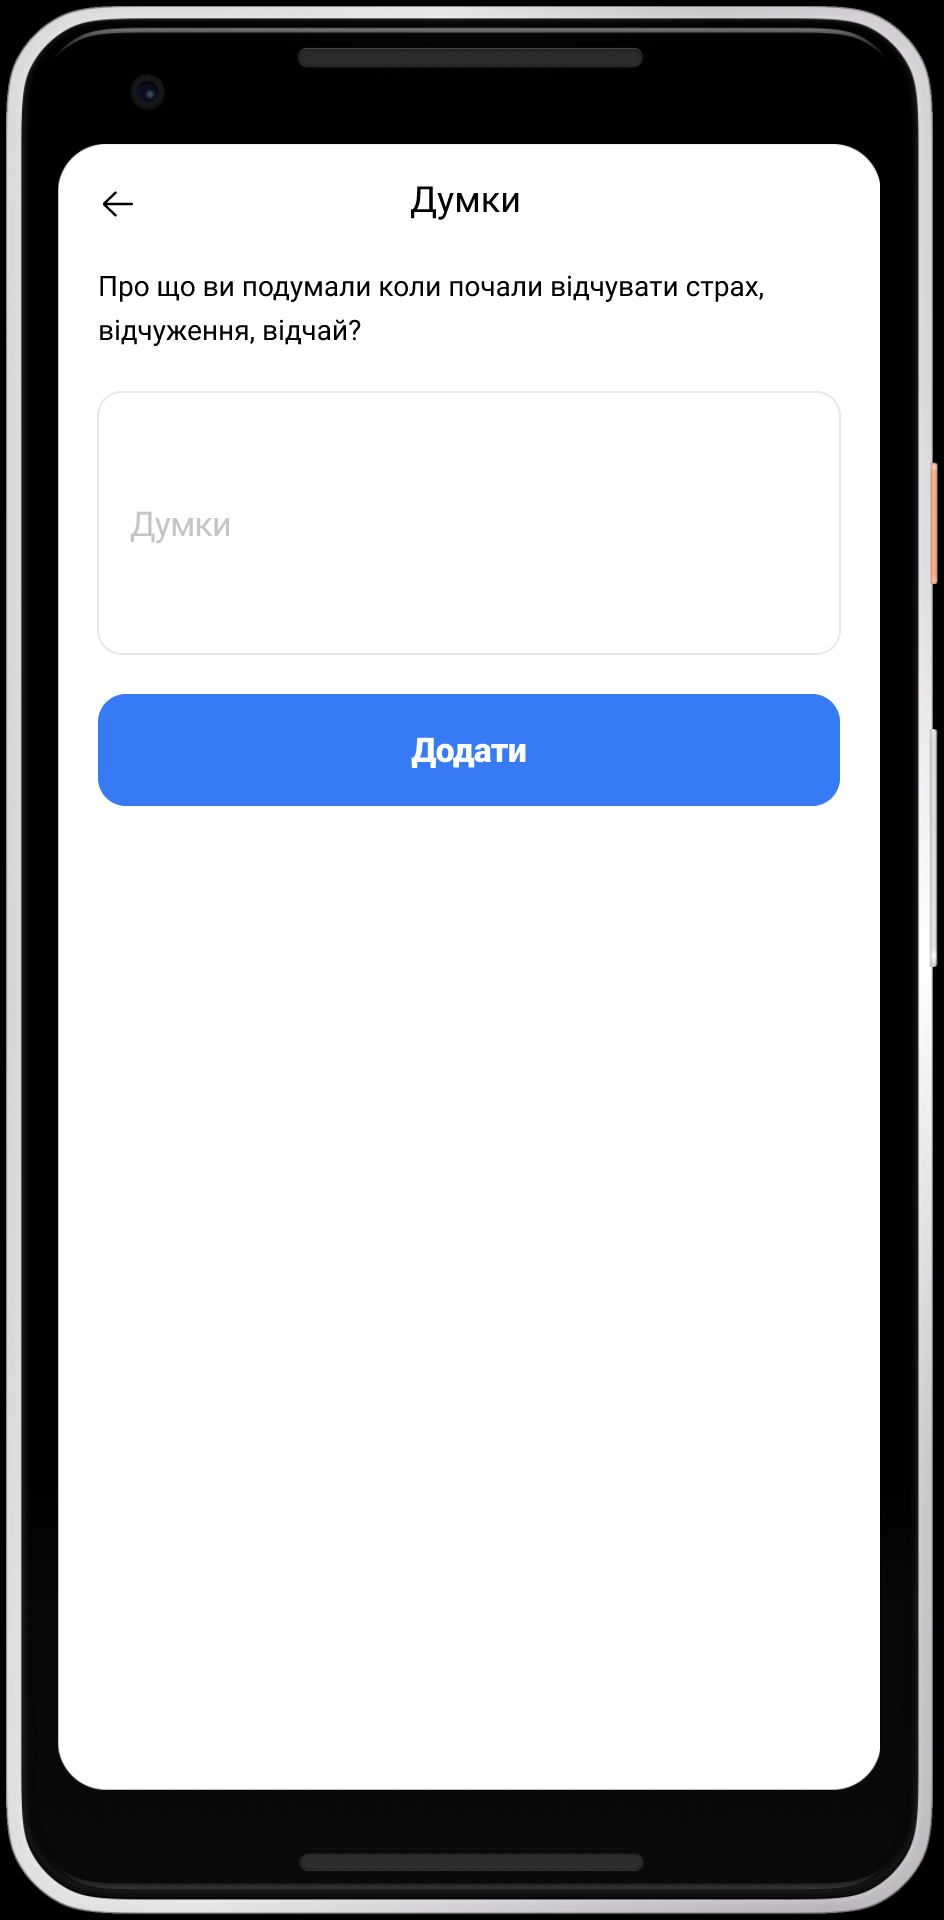 Думки
Про що ви подумали коли почали відчувати страх,
відчуження, відчай?
Думки
Додати